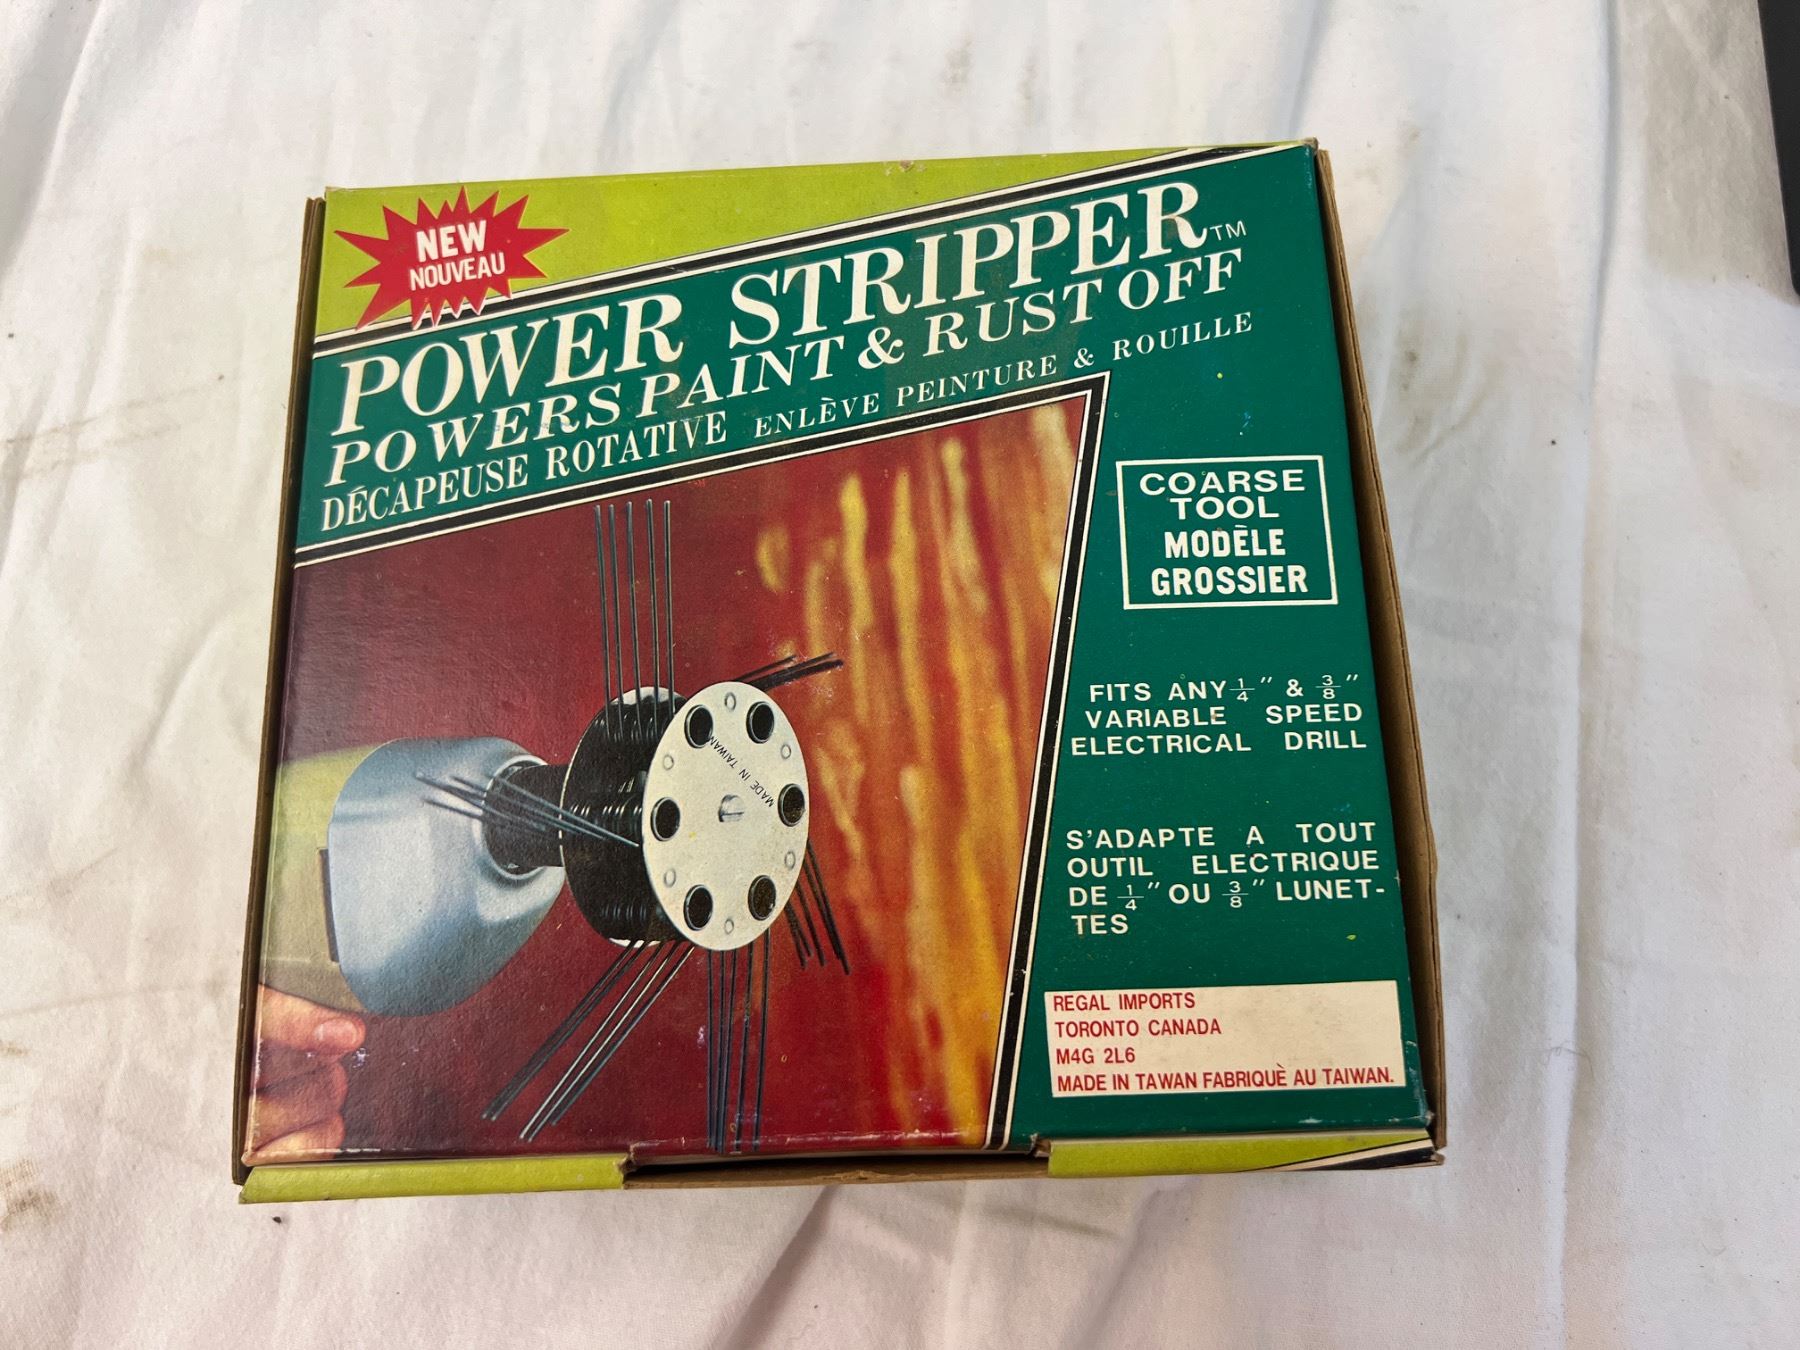 NEW
NOUVEAU
POWER STRIPPER™
POWERS PAINT & RUST OFF
DÉCAPEUSE ROTATIVE ENLÈVE PEINTURE & ROUILLE
COARSE
TOOL
MODÈLE
GROSSIER
MADE IN TAIWAN
FITS ANY 1/4" & 3/8"
VARIABLE SPEED
ELECTRICAL DRILL
S'ADAPTE A TOUT
OUTIL ELECTRIQUE
DE 1/4" OU 3/8" LUNET-
TES
REGAL IMPORTS
TORONTO CANADA
M4G 2L6
MADE IN TAWAN FABRIQUÈ AU TAIWAN.